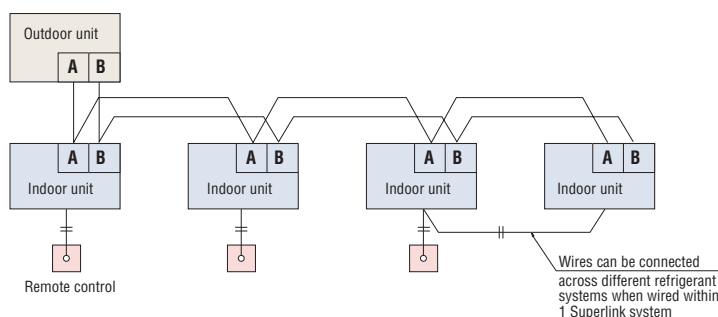 Outdoor unit
A B
A B
A B
A B
A B
Indoor unit
Indoor unit
Indoor unit
Indoor unit
Remote control
Wires can be connected
across different refrigerant
systems when wired within
1 Superlink system